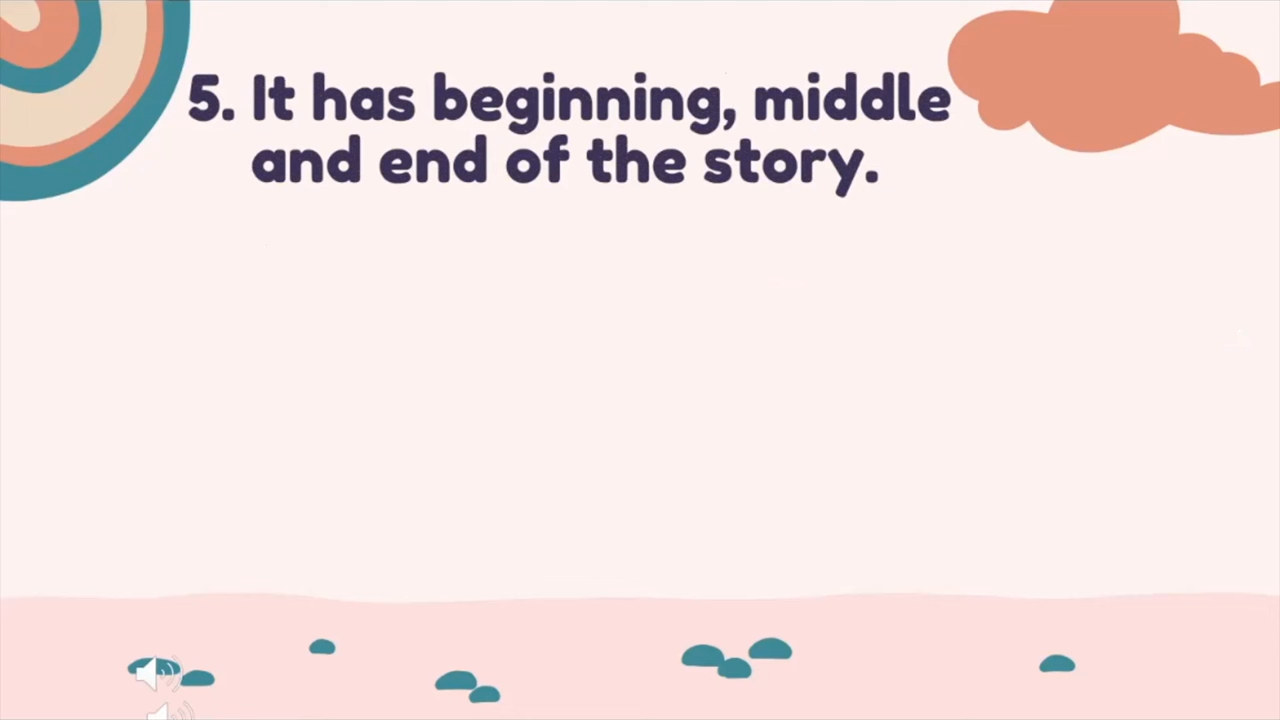 5. It has beginning, middle
and end of the story.